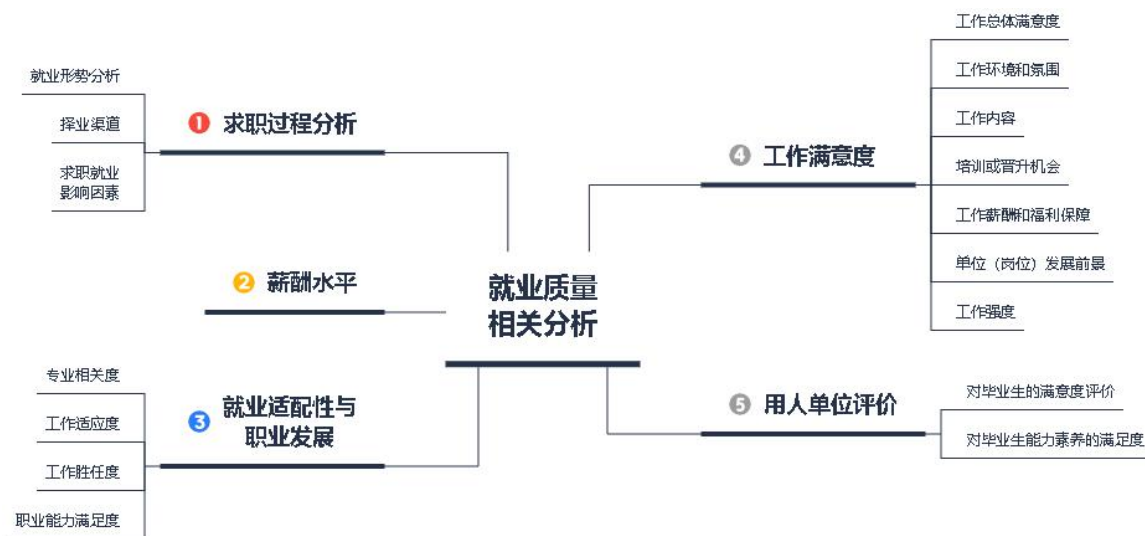 就业质量
相关分析
❶ 求职过程分析
就业形势分析
择业渠道
求职就业
影响因素
❷ 薪酬水平
❸ 就业适配性与
职业发展
专业相关度
工作适应度
工作胜任度
职业能力满足度
❹ 工作满意度
工作总体满意度
工作环境和氛围
工作内容
培训或晋升机会
工作薪酬和福利保障
单位（岗位）发展前景
工作强度
❺ 用人单位评价
对毕业生的满意度评价
对毕业生能力素养的满足度